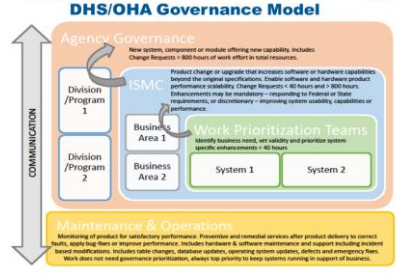 DHS/OHA Governance Model
COMMUNICATION
Agency Governance
New system, component or module offering new capability. Includes
Change Requests > 800 hours of work effort in total resources.
Division
/Program
1
Division
/Program
2
ISMC
Product change or upgrade that increases software or hardware capabilities
beyond the original specifications. Enable software and hardware product
performance scalability. Change Requests < 40 hours and > 800 hours.
Enhancements may be mandatory – responding to Federal or State
requirements, or discretionary – improving system usability, capabilities or
performance.
Business
Area 1
Business
Area 2
Work Prioritization Teams
Identify business need, set validity and prioritize system
specific enhancements < 40 hours
System 1
System 2
Maintenance & Operations
Monitoring of product for satisfactory performance. Preventive and remedial services after product delivery to correct
faults, apply bug-fixes or improve performance. Includes hardware & software maintenance and support including incident
based modifications. Includes table changes, database updates, operating system updates, defects and emergency fixes.
Work does not need governance prioritization, always top priority to keep systems running in support of business.